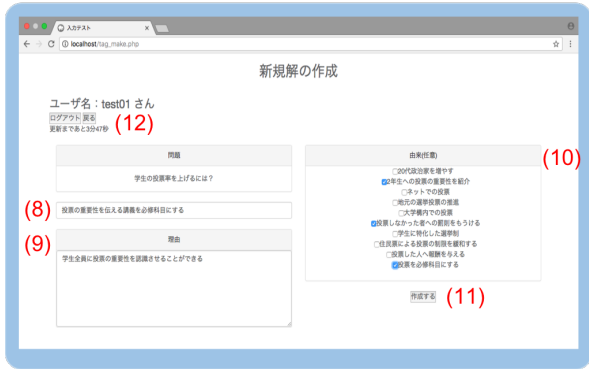 入力テスト
localhost/tag_make.php
新規解の作成
ユーザ名：test01 さん
ログアウト 戻る
(12)
更新まであと3分47秒
問題
学生の投票率を上げるには？
(8)
投票の重要性を伝える講義を必修科目にする
(9)
理由
学生全員に投票の重要性を認識させることができる
由来(任意)
(10)
20代政治家を増やす
2年生への投票の重要性を紹介
ネットでの投票
地元の選挙投票の推進
大学構内での投票
投票しなかった者への罰則をもうける
学生に特化した選挙制
住民票による投票の制限を緩和する
投票した人へ報酬を与える
投票を必修科目にする
作成する
(11)